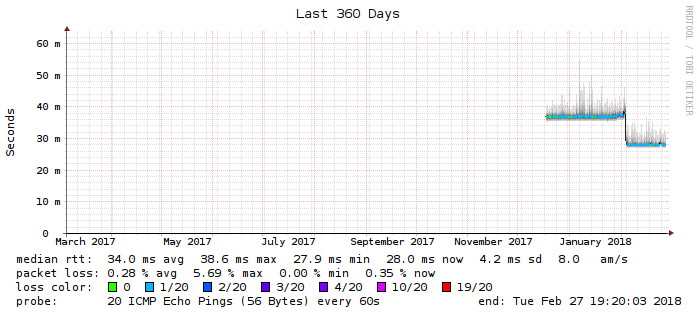 Last 360 Days
RRDTOOL / TOBI OETIKER
Seconds
60 m
50 m
40 m
30 m
20 m
10 m
0
March 2017 May 2017 July 2017 September 2017 November 2017 January 2018
median rtt: 34.0 ms avg 38.6 ms max 27.9 ms min 28.0 ms now 4.2 ms sd 8.0 am/s
packet loss: 0.28 % avg 5.69 % max 0.00 % min 0.35 % now
loss color: 0 1/20 2/20 3/20 4/20 10/20 19/20
probe: 20 ICMP Echo Pings (56 Bytes) every 60s end: Tue Feb 27 19:20:03 2018